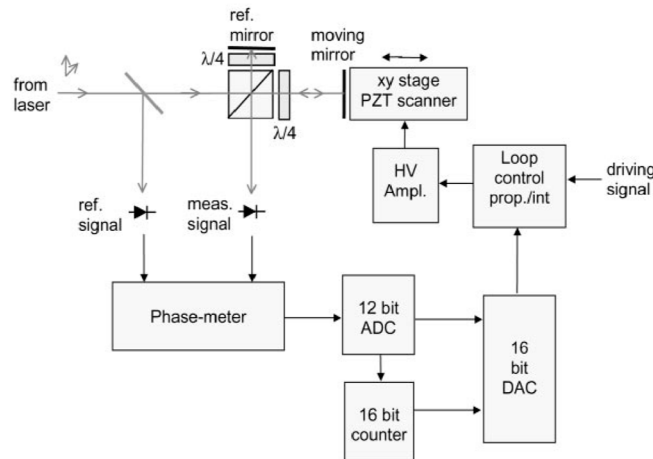 ref.
mirror
moving
mirror
λ/4
xy stage
PZT scanner
from
laser
λ/4
HV
Ampl.
Loop
control
prop./int
driving
signal
ref.
signal
meas.
signal
Phase-meter
12 bit
ADC
16
bit
DAC
16 bit
counter